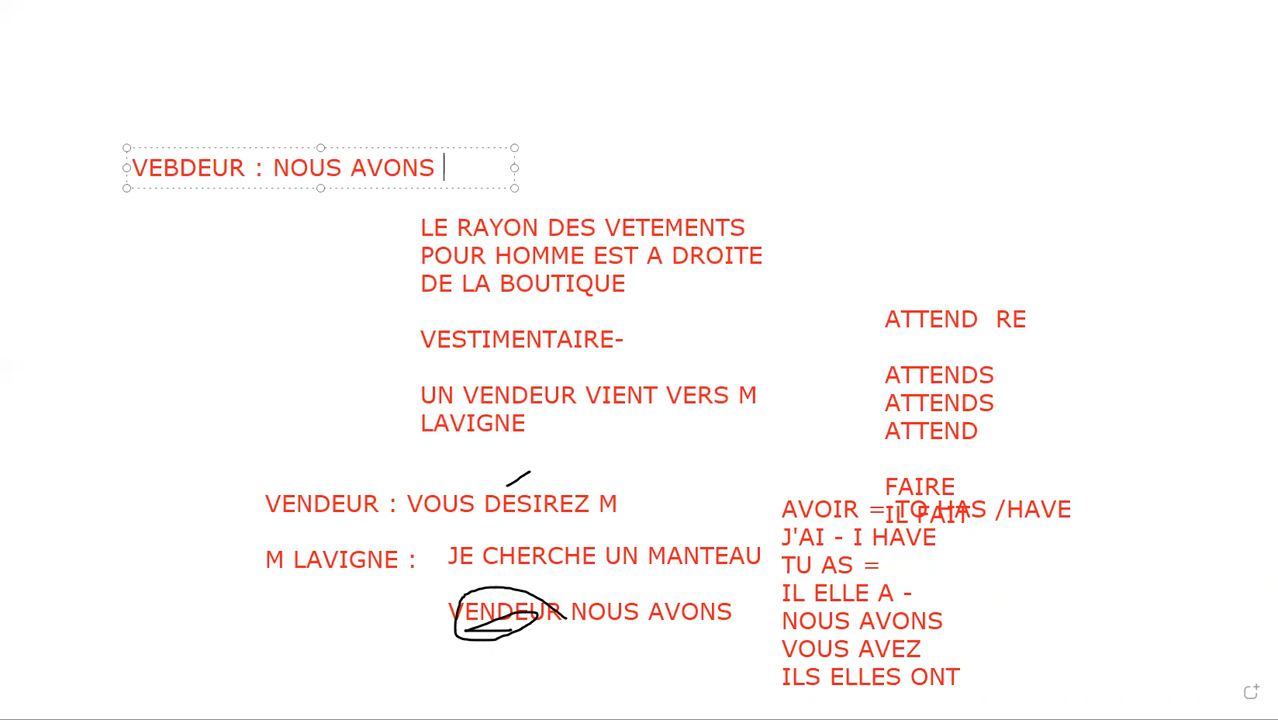 VEBDEUR : NOUS AVONS
LE RAYON DES VETEMENTS
POUR HOMME EST A DROITE
DE LA BOUTIQUE
VESTIMENTAIRE-
UN VENDEUR VIENT VERS M
LAVIGNE
ATTEND RE
ATTENDS
ATTENDS
ATTEND
FAIRE
IL FAIT
VENDEUR : VOUS DESIREZ M
M LAVIGNE :
JE CHERCHE UN MANTEAU
VENDEUR NOUS AVONS
AVOIR = TO HAS /HAVE
J'AI - I HAVE
TU AS =
IL ELLE A -
NOUS AVONS
VOUS AVEZ
ILS ELLES ONT